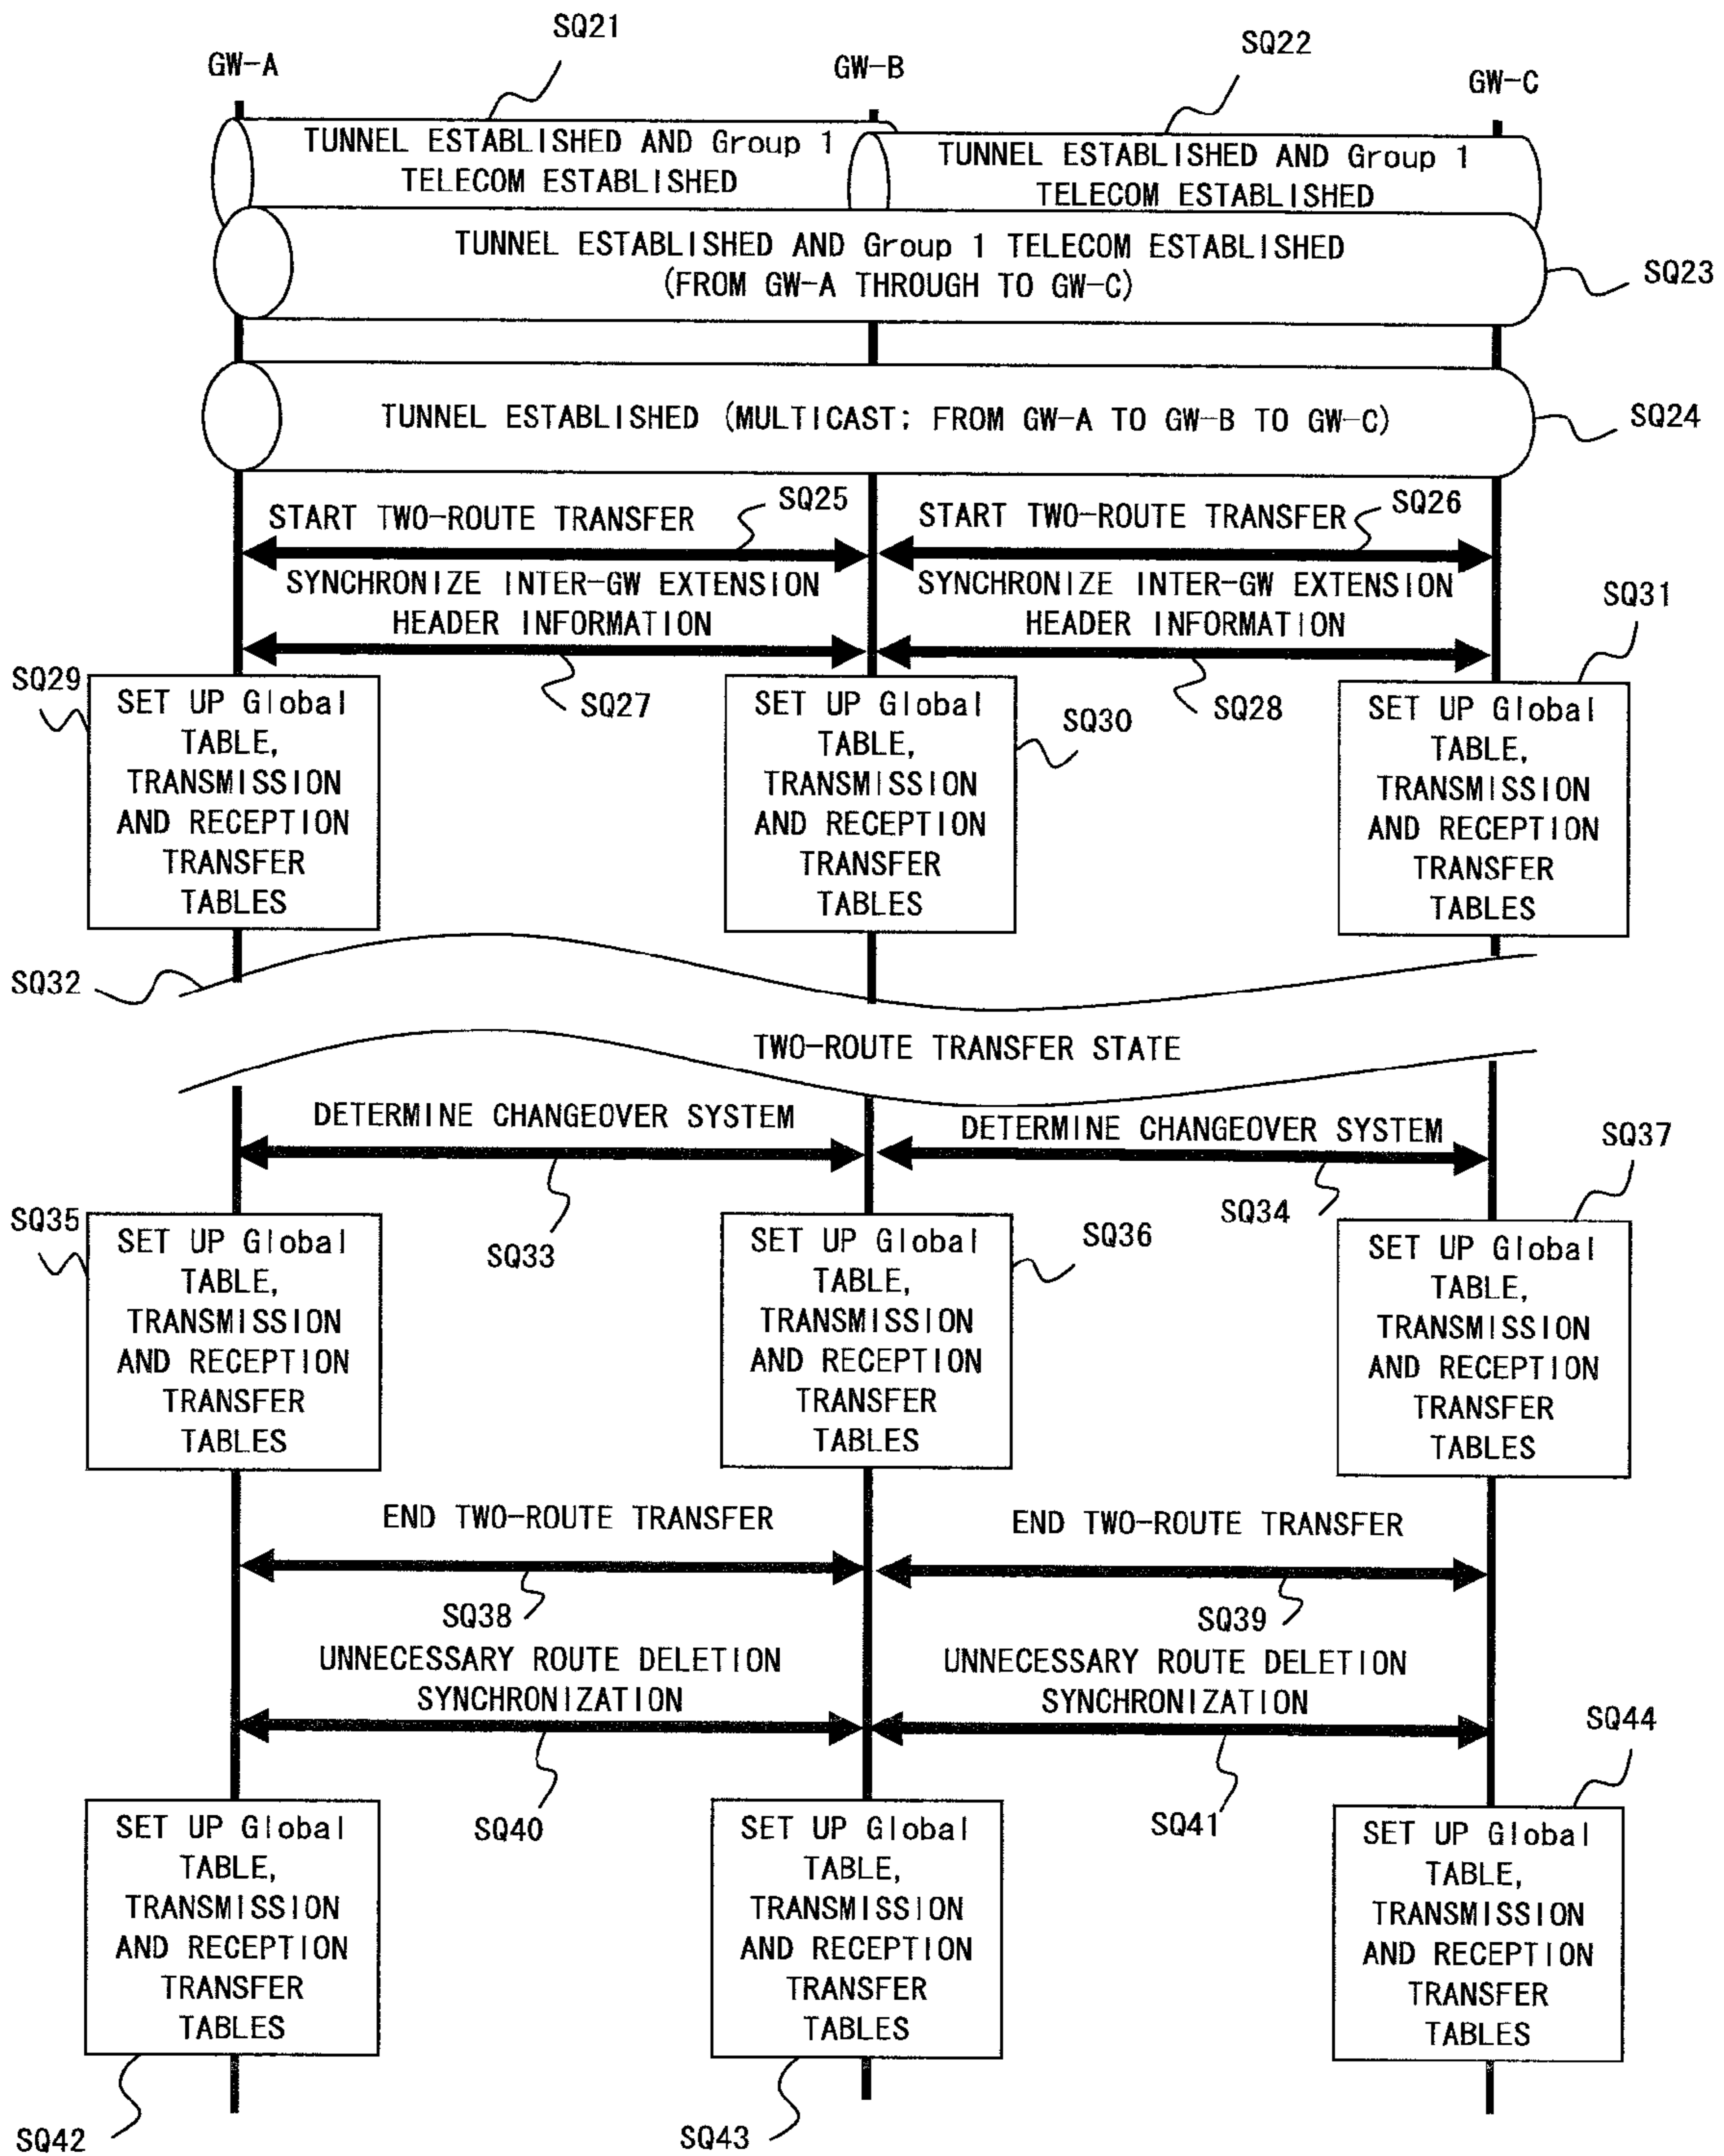 SQ21
SQ22
GW-A
GW-B
GW-C
TUNNEL ESTABLISHED AND Group 1
TELECOM ESTABLISHED
TUNNEL ESTABLISHED AND Group 1
TELECOM ESTABLISHED
TUNNEL ESTABLISHED AND Group 1 TELECOM ESTABLISHED
(FROM GW-A THROUGH TO GW-C)
SQ23
TUNNEL ESTABLISHED (MULTICAST; FROM GW-A TO GW-B TO GW-C)
SQ24
START TWO-ROUTE TRANSFER
SQ25
START TWO-ROUTE TRANSFER
SQ26
SYNCHRONIZE INTER-GW EXTENSION
HEADER INFORMATION
SYNCHRONIZE INTER-GW EXTENSION
HEADER INFORMATION
SQ31
SQ29
SQ27
SQ30
SQ28
SET UP Global
TABLE,
TRANSMISSION
AND RECEPTION
TRANSFER
TABLES
SET UP Global
TABLE,
TRANSMISSION
AND RECEPTION
TRANSFER
TABLES
SET UP Global
TABLE,
TRANSMISSION
AND RECEPTION
TRANSFER
TABLES
SQ32
TWO-ROUTE TRANSFER STATE
DETERMINE CHANGEOVER SYSTEM
DETERMINE CHANGEOVER SYSTEM
SQ37
SQ35
SQ33
SQ36
SQ34
SET UP Global
TABLE,
TRANSMISSION
AND RECEPTION
TRANSFER
TABLES
SET UP Global
TABLE,
TRANSMISSION
AND RECEPTION
TRANSFER
TABLES
SET UP Global
TABLE,
TRANSMISSION
AND RECEPTION
TRANSFER
TABLES
END TWO-ROUTE TRANSFER
END TWO-ROUTE TRANSFER
SQ38
SQ39
UNNECESSARY ROUTE DELETION
SYNCHRONIZATION
UNNECESSARY ROUTE DELETION
SYNCHRONIZATION
SQ44
SQ40
SQ41
SET UP Global
TABLE,
TRANSMISSION
AND RECEPTION
TRANSFER
TABLES
SET UP Global
TABLE,
TRANSMISSION
AND RECEPTION
TRANSFER
TABLES
SET UP Global
TABLE,
TRANSMISSION
AND RECEPTION
TRANSFER
TABLES
SQ42
SQ43